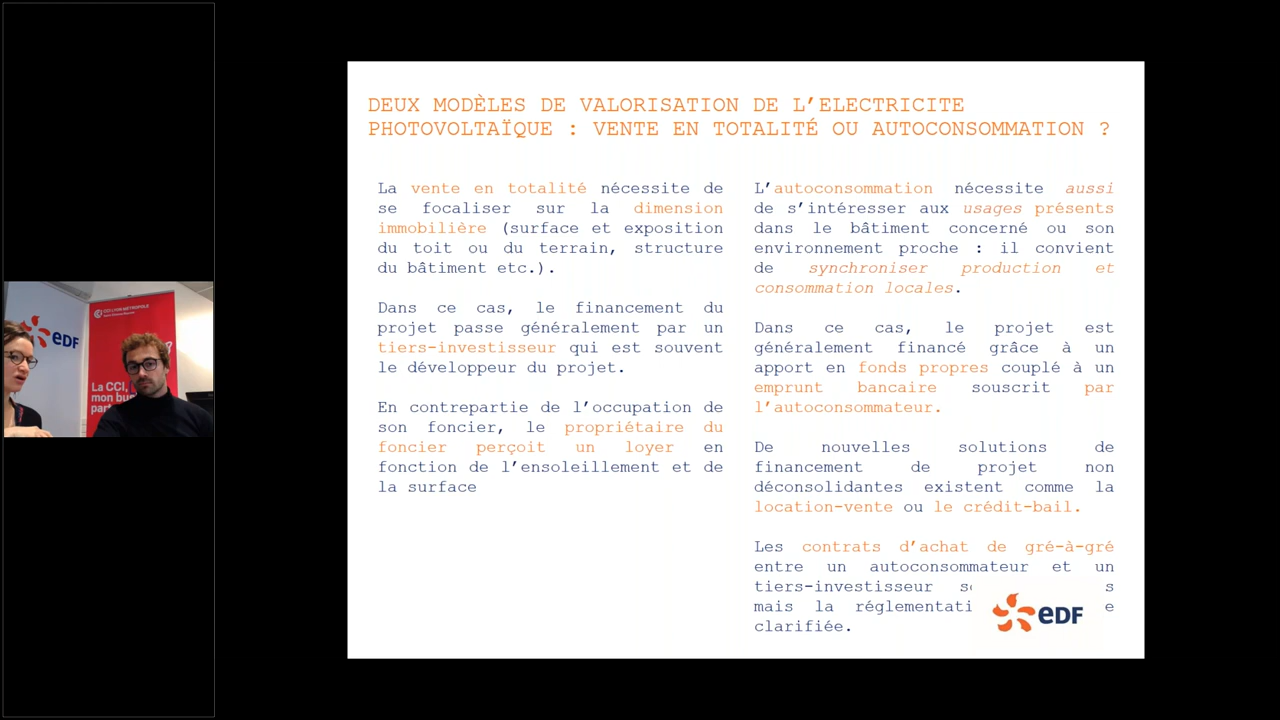 DEUX MODÈLES DE VALORISATION DE L'ELECTRICITE
PHOTOVOLTAÏQUE : VENTE EN TOTALITÉ OU AUTOCONSOMMATION ?
La vente en totalité nécessite de
se focaliser sur la dimension
immobilière (surface et exposition
du toit ou du terrain, structure
du bâtiment etc.).
Dans ce cas, le financement du
projet passe généralement par un
tiers-investisseur qui est souvent
le développeur du projet.
En contrepartie de l'occupation de
son foncier, le propriétaire du
foncier perçoit un loyer en
fonction de l'ensoleillement et de
la surface
L'autoconsommation nécessite aussi
de s'intéresser aux usages présents
dans le bâtiment concerné ou son
environnement proche : il convient
de synchroniser production et
consommation locales.
Dans ce cas, le projet est
généralement financé grâce à un
apport en fonds propres couplé à un
emprunt bancaire souscrit par
l'autoconsommateur.
De nouvelles solutions de
financement de projet non
déconsolidantes existent comme la
location-vente ou le crédit-bail.
Les contrats d'achat de gré-à-gré
entre un autoconsommateur et un
tiers-investisseur
mais la
clarifiée.
eDF
eDF
CCI LYON MÉTROPOLE
La CCI,
mon